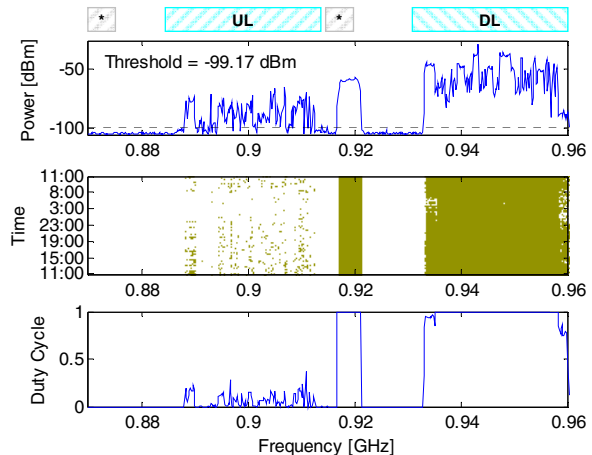 * UL * DL
Threshold = -99.17 dBm
Power [dBm]
-50
-100
0.88 0.9 0.92 0.94 0.96
Time
11:00
8:00
3:00
23:00
19:00
15:00
11:00
0.88 0.9 0.92 0.94 0.96
Duty Cycle
1
0.5
0
0.88 0.9 0.92 0.94 0.96
Frequency [GHz]